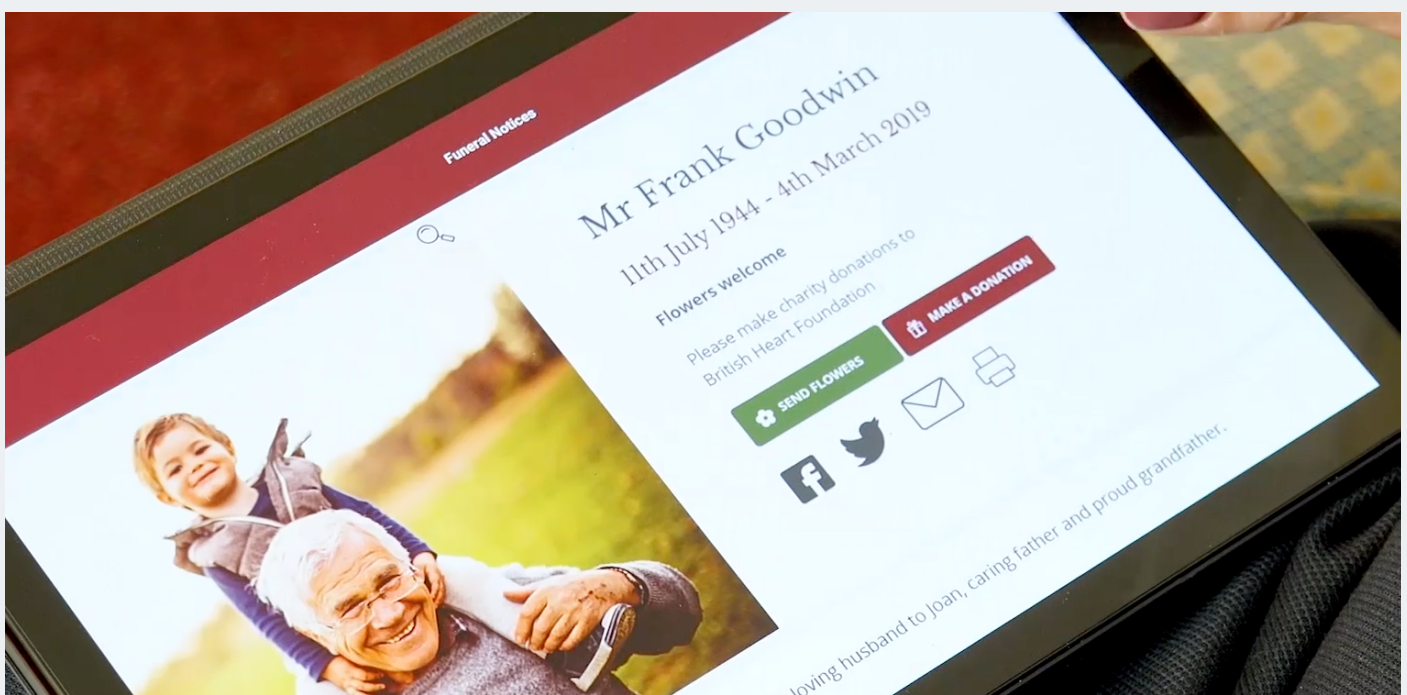 Funeral Notices
Mr Frank Goodwin
11th July 1944 - 4th March 2019
Flowers welcome
Please make charity donations to
British Heart Foundation
SEND FLOWERS
MAKE A DONATION
loving husband to Joan, caring father and proud grandfather.